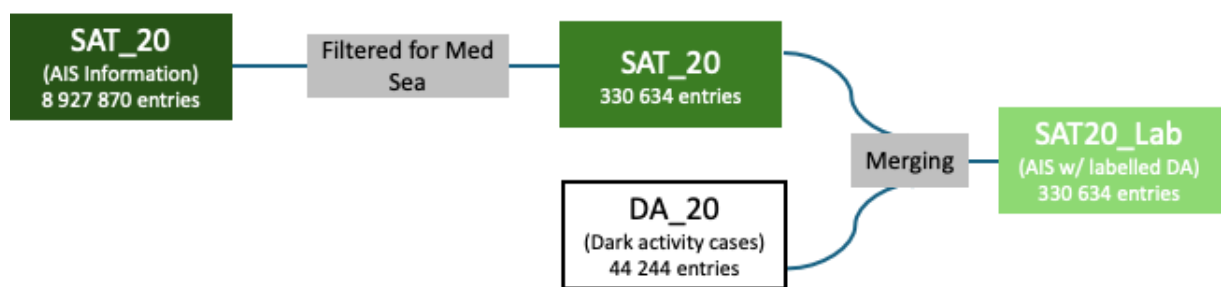 SAT_20
(AIS Information)
8 927 870 entries
Filtered for Med
Sea
SAT_20
330 634 entries
DA_20
(Dark activity cases)
44 244 entries
Merging
SAT20_Lab
(AIS w/ labelled DA)
330 634 entries